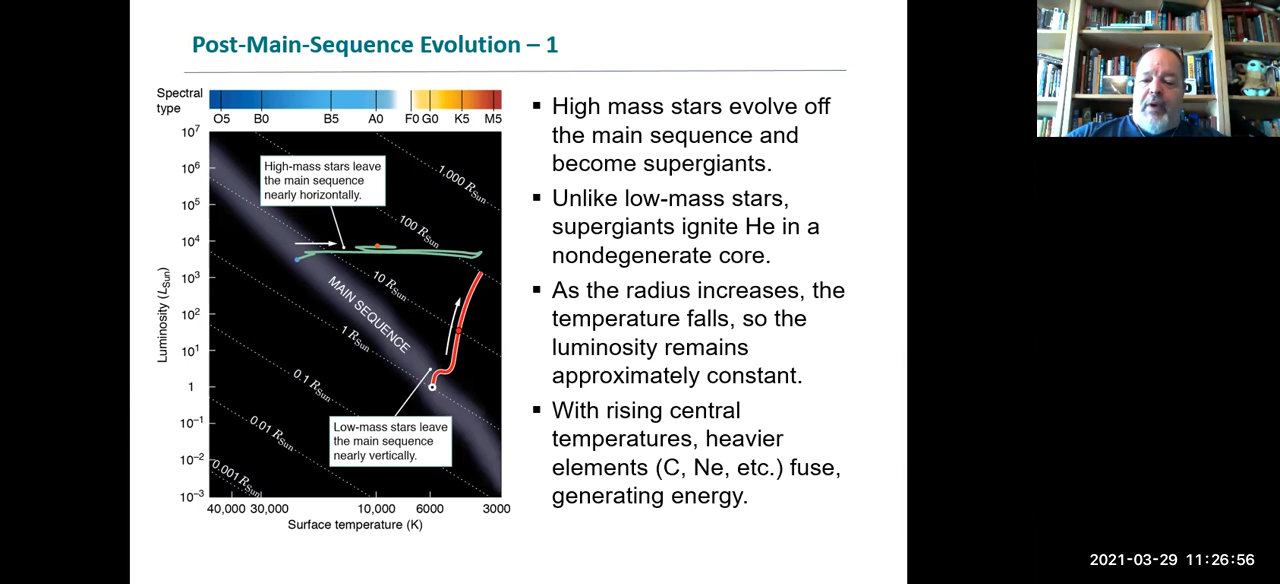 Post-Main-Sequence Evolution – 1
Spectral
type
O5 B0 B5 A0 F0 G0 K5 M5
10⁷
10⁶
10⁵
10⁴
10³
10²
10¹
1
10⁻¹
10⁻²
10⁻³
Luminosity (L_Sun)
High-mass stars leave
the main sequence
nearly horizontally.
1,000 R_Sun
100 R_Sun
10 R_Sun
MAIN SEQUENCE
1 R_Sun
0.1 R_Sun
0.01 R_Sun
0.001 R_Sun
Low-mass stars leave
the main sequence
nearly vertically.
40,000 30,000 10,000 6000 3000
Surface temperature (K)
▪ High mass stars evolve off
the main sequence and
become supergiants.
▪ Unlike low-mass stars,
supergiants ignite He in a
nondegenerate core.
▪ As the radius increases, the
temperature falls, so the
luminosity remains
approximately constant.
▪ With rising central
temperatures, heavier
elements (C, Ne, etc.) fuse,
generating energy.
2021-03-29 11:26:56